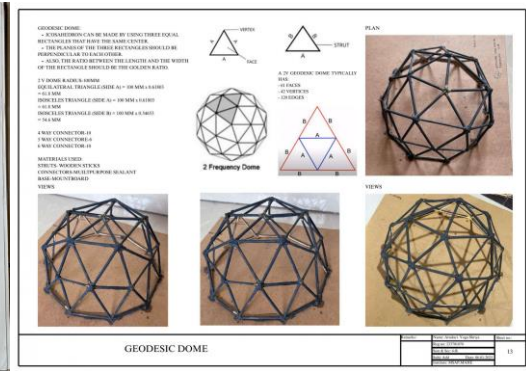 GEODESIC DOME:
- ICOSAHEDRON CAN BE MADE BY USING THREE EQUAL
RECTANGLES THAT HAVE THE SAME CENTER.
- THE PLANES OF THE THREE RECTANGLES SHOULD BE
PERPENDICULAR TO EACH OTHER.
- ALSO, THE RATIO BETWEEN THE LENGTH AND THE WIDTH
OF THE RECTANGLE SHOULD BE THE GOLDEN RATIO.
2 V DOME RADIUS-100MM
EQUILATERAL TRIANGLE (SIDE A) = 100 MM x 0.61803
= 61.8 MM
ISOSCELES TRIANGLE (SIDE A) = 100 MM x 0.61803
= 61.8 MM
ISOSCELES TRIANGLE (SIDE B) = 100 MM x 0.54653
= 54.6 MM
4 WAY CONNECTOR-10
5 WAY CONNECTOR-6
6 WAY CONNECTOR-10
MATERIALS USED:
STRUTS- WOODEN STICKS
CONNECTORS-MULTIPURPOSE SEALANT
BASE-MOUNTBOARD
VIEWS
VERTEX
FACE
STRUT
A
B
B
A
2 Frequency Dome
A 2V GEODESIC DOME TYPICALLY
HAS:
B
B
A
B
A
A
B
B
B
PLAN
VIEWS
GEODESIC DOME
13